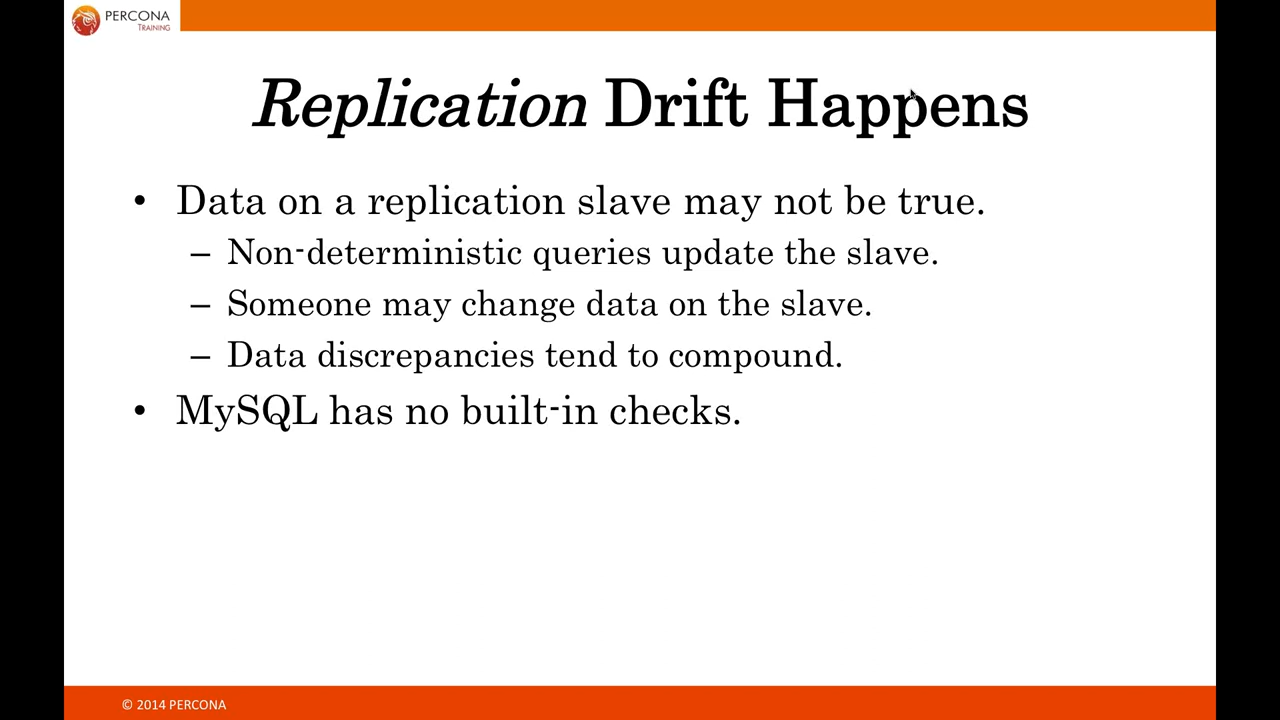 PERCONA
TRAINING
Replication Drift Happens
• Data on a replication slave may not be true.
– Non-deterministic queries update the slave.
– Someone may change data on the slave.
– Data discrepancies tend to compound.
• MySQL has no built-in checks.
© 2014 PERCONA